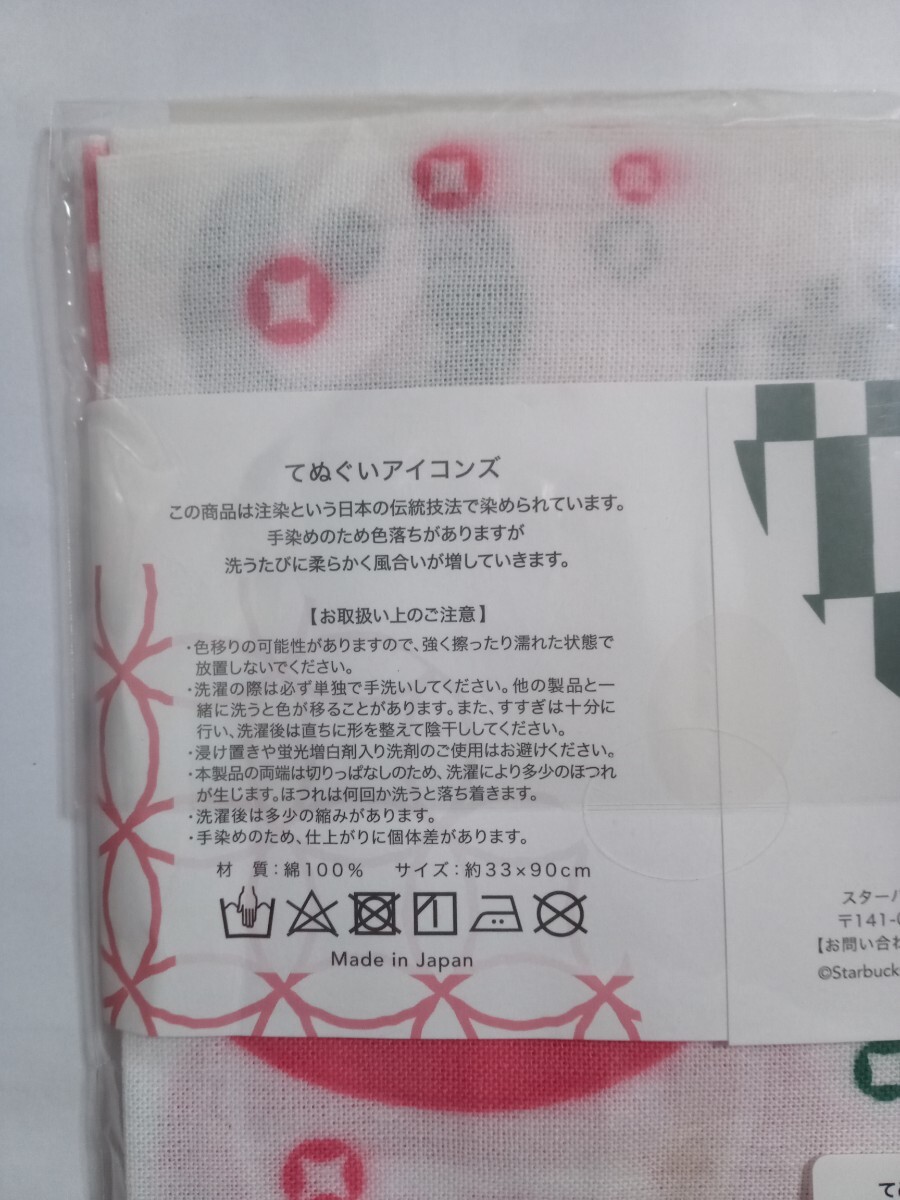 てぬぐいアイコンズ
この商品は注染という日本の伝統技法で染められています。
手染めのため色落ちがありますが
洗うたびに柔らかく風合いが増していきます。
【お取扱い上のご注意】
・色移りの可能性がありますので、強く擦ったり濡れた状態で
放置しないでください。
・洗濯の際は必ず単独で手洗いしてください。他の製品と一
緒に洗うと色が移ることがあります。また、すすぎは十分に
行い、洗濯後は直ちに形を整えて陰干ししてください。
・浸け置きや蛍光増白剤入り洗剤のご使用はお避けください。
・本製品の両端は切りっぱなしのため、洗濯により多少のほつれ
が生じます。ほつれは何回か洗うと落ち着きます。
・洗濯後は多少の縮みがあります。
・手染めのため、仕上がりに個体差があります。
材 質：綿100% サイズ：約33×90cm
Made in Japan
スター
〒141-
【お問い合わ
©Starbuck